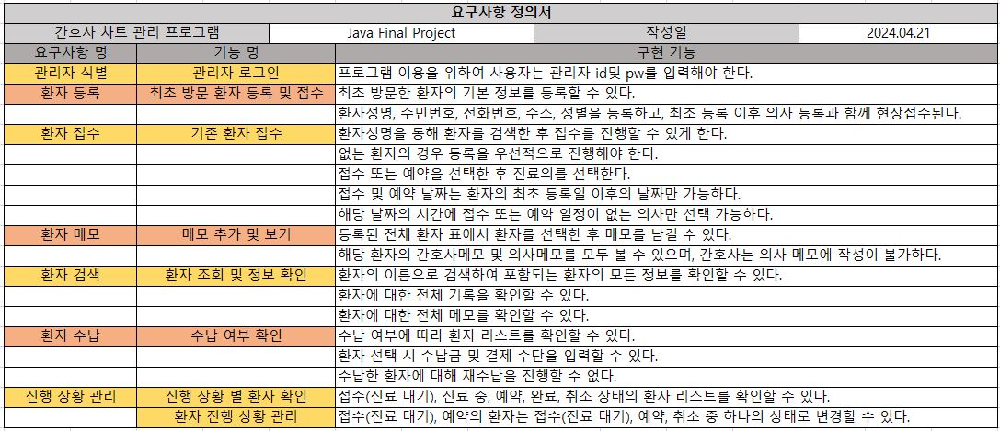 요구사항 정의서
간호사 차트 관리 프로그램 Java Final Project 작성일 2024.04.21
요구사항 명 기능 명 구현 기능
관리자 식별 관리자 로그인 프로그램 이용을 위하여 사용자는 관리자 id및 pw를 입력해야 한다.
환자 등록 최초 방문 환자 등록 및 접수 최초 방문한 환자의 기본 정보를 등록할 수 있다.
환자성명, 주민번호, 전화번호, 주소, 성별을 등록하고, 최초 등록 이후 의사 등록과 함께 현장접수된다.
환자 접수 기존 환자 접수 환자성명을 통해 환자를 검색한 후 접수를 진행할 수 있게 한다.
없는 환자의 경우 등록을 우선적으로 진행해야 한다.
접수 또는 예약을 선택한 후 진료의를 선택한다.
접수 및 예약 날짜는 환자의 최초 등록일 이후의 날짜만 가능하다.
해당 날짜의 시간에 접수 또는 예약 일정이 없는 의사만 선택 가능하다.
환자 메모 메모 추가 및 보기 등록된 전체 환자 표에서 환자를 선택한 후 메모를 남길 수 있다.
해당 환자의 간호사메모 및 의사메모를 모두 볼 수 있으며, 간호사는 의사 메모에 작성이 불가하다.
환자 검색 환자 조회 및 정보 확인 환자의 이름으로 검색하여 포함되는 환자의 모든 정보를 확인할 수 있다.
환자에 대한 전체 기록을 확인할 수 있다.
환자에 대한 전체 메모를 확인할 수 있다.
환자 수납 수납 여부 확인 수납 여부에 따라 환자 리스트를 확인할 수 있다.
환자 선택 시 수납금 및 결제 수단을 입력할 수 있다.
수납한 환자에 대해 재수납을 진행할 수 없다.
진행 상황 관리 진행 상황 별 환자 확인 접수(진료 대기), 진료 중, 예약, 완료, 취소 상태의 환자 리스트를 확인할 수 있다.
환자 진행 상황 관리 접수(진료 대기), 예약의 환자는 접수(진료 대기), 예약, 취소 중 하나의 상태로 변경할 수 있다.